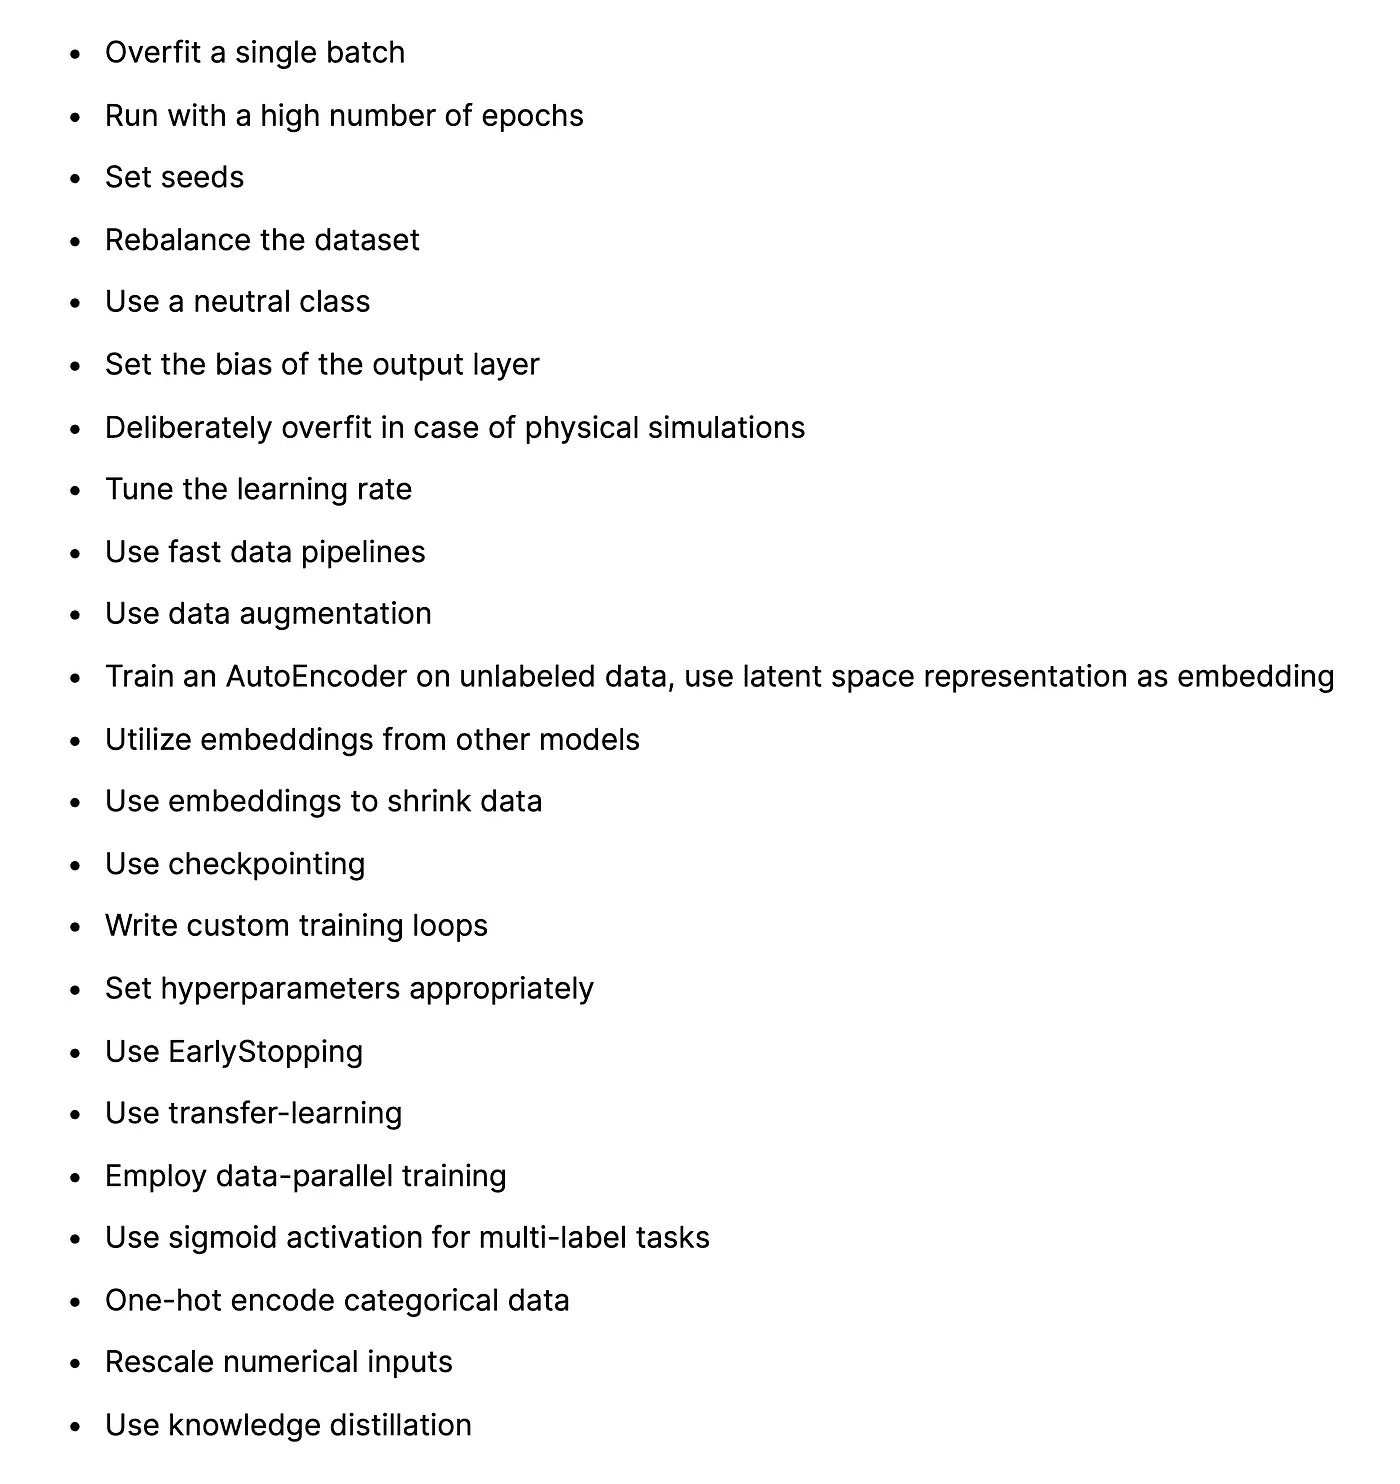 • Overfit a single batch
• Run with a high number of epochs
• Set seeds
• Rebalance the dataset
• Use a neutral class
• Set the bias of the output layer
• Deliberately overfit in case of physical simulations
• Tune the learning rate
• Use fast data pipelines
• Use data augmentation
• Train an AutoEncoder on unlabeled data, use latent space representation as embedding
• Utilize embeddings from other models
• Use embeddings to shrink data
• Use checkpointing
• Write custom training loops
• Set hyperparameters appropriately
• Use EarlyStopping
• Use transfer-learning
• Employ data-parallel training
• Use sigmoid activation for multi-label tasks
• One-hot encode categorical data
• Rescale numerical inputs
• Use knowledge distillation